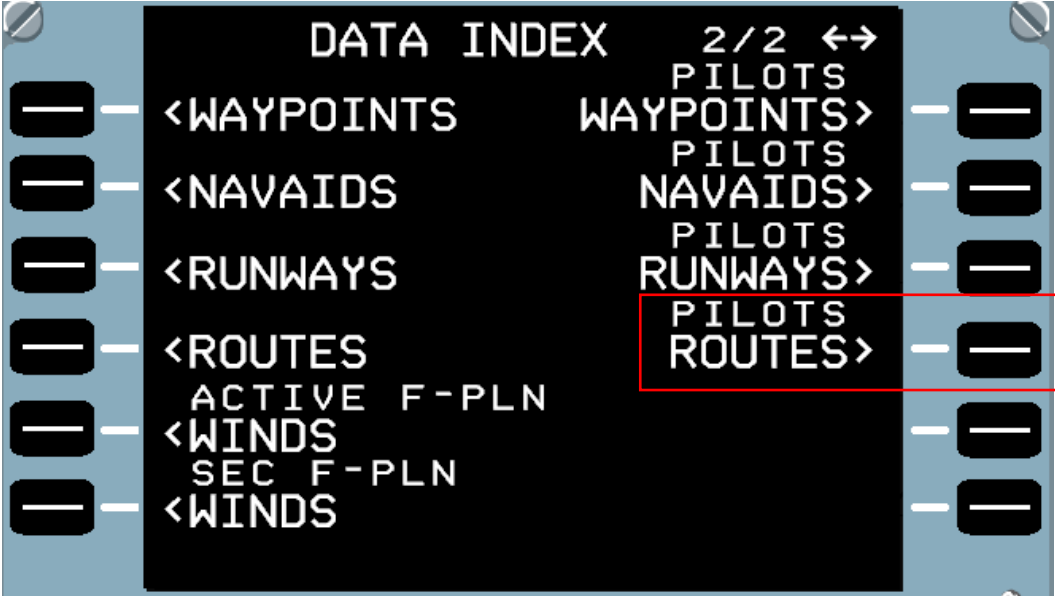 DATA INDEX 2/2 ←→
PILOTS
<WAYPOINTS WAYPOINTS>
PILOTS
<NAVAIDS NAVAIDS>
PILOTS
<RUNWAYS RUNWAYS>
PILOTS
<ROUTES ROUTES>
ACTIVE F-PLN
<WINDS
SEC F-PLN
<WINDS